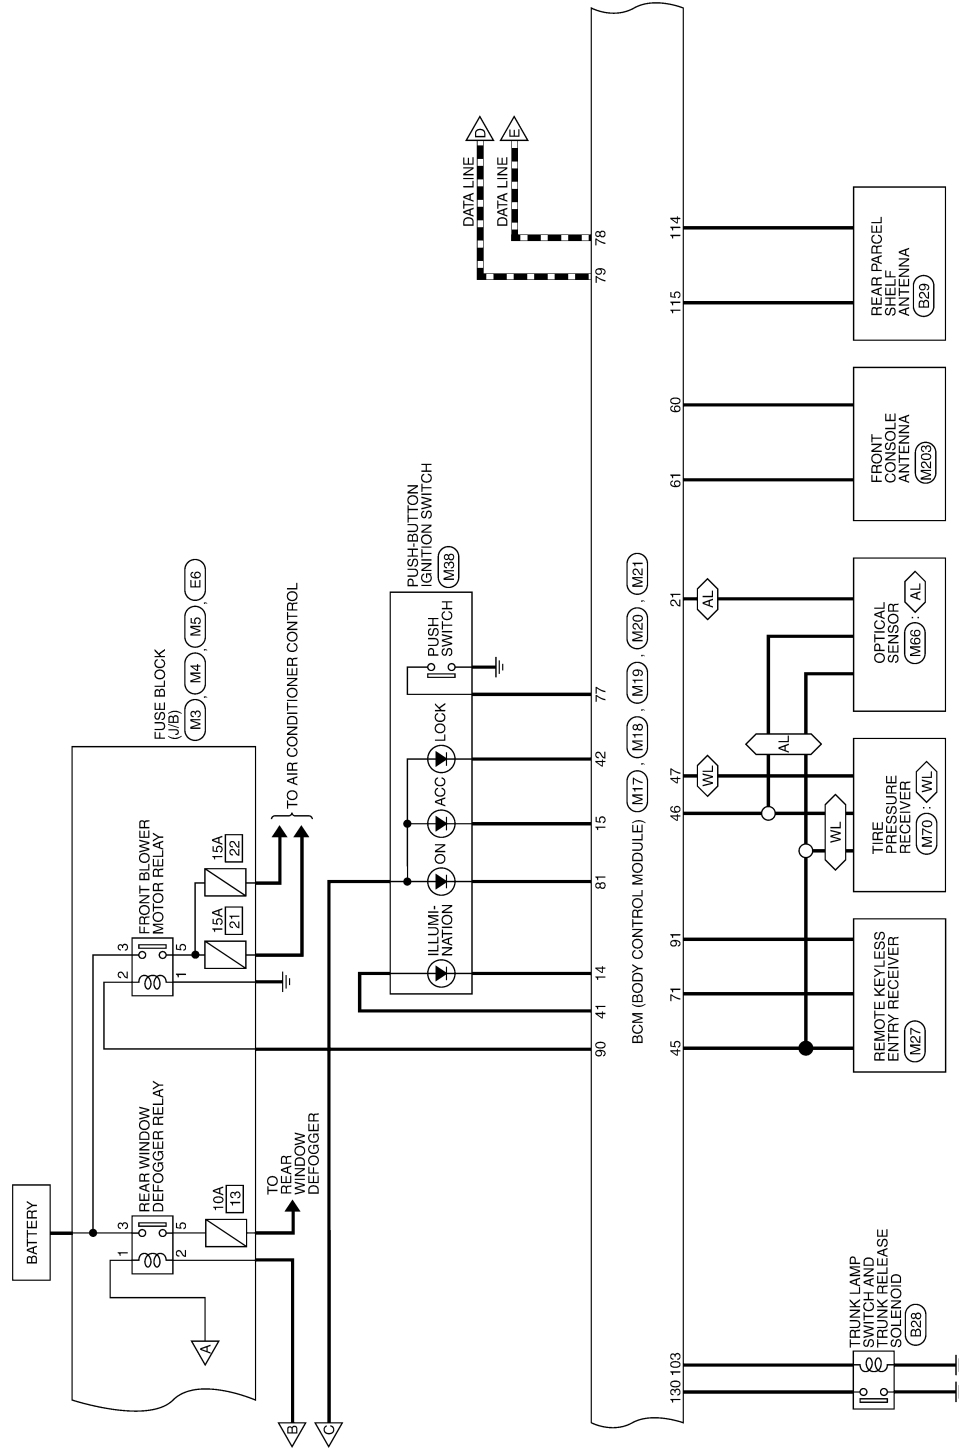 BATTERY
FUSE BLOCK
(J/B)
M3 , M4 , M5 , E6
REAR WINDOW
DEFOGGER RELAY
1
3
2
5
10A
13
TO
REAR
WINDOW
DEFOGGER
FRONT BLOWER
MOTOR RELAY
2
3
1
5
15A
21
15A
22
TO AIR CONDITIONER CONTROL
A
B
C
PUSH-BUTTON
IGNITION SWITCH
M38
ILLUMI-
NATION
ON
ACC
LOCK
PUSH
SWITCH
DATA LINE
D
DATA LINE
E
90
41
14
81
15
42
77
79
78
BCM (BODY CONTROL MODULE) M17 , M18 , M19 , M20 , M21
130
103
45
71
91
46
47
21
61
60
115
114
WL
AL
AL
WL
TRUNK LAMP
SWITCH AND
TRUNK RELEASE
SOLENOID
B28
REMOTE KEYLESS
ENTRY RECEIVER
M27
TIRE
PRESSURE
RECEIVER
M70 : WL
OPTICAL
SENSOR
M66 : AL
FRONT
CONSOLE
ANTENNA
M203
REAR PARCEL
SHELF
ANTENNA
B29